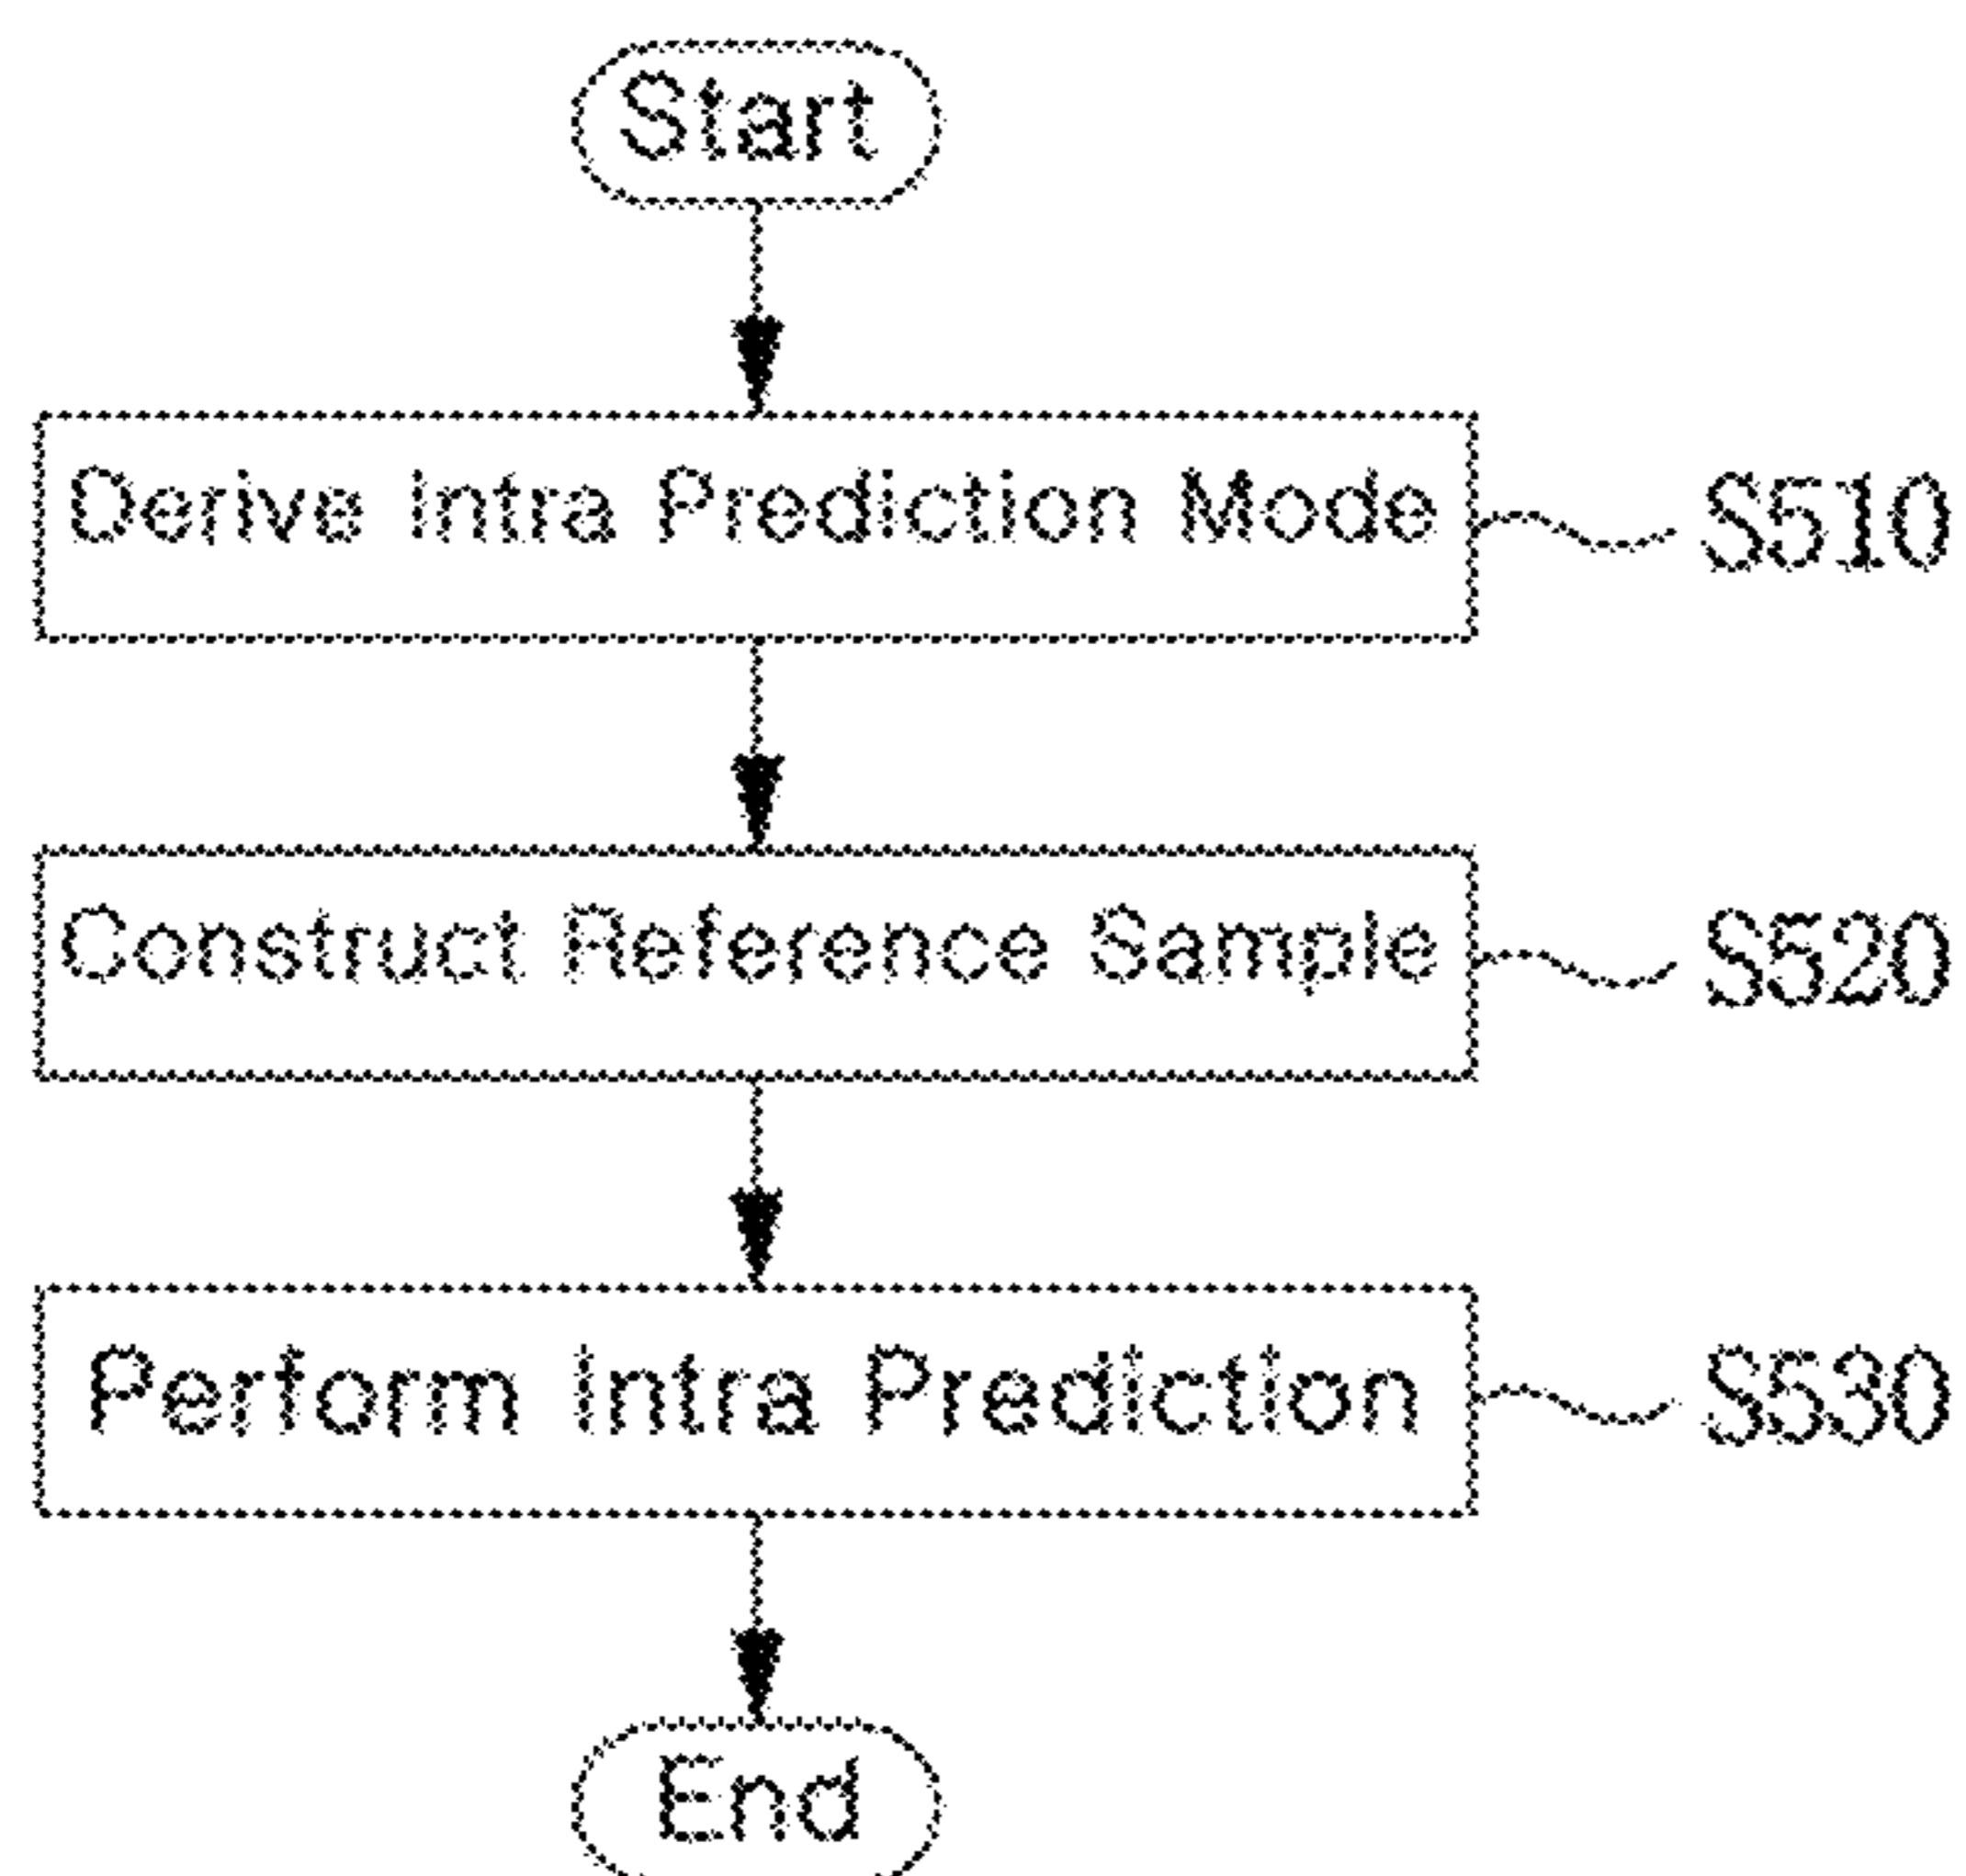 Start
Derive Intra Prediction Mode
S510
Construct Reference Sample
S520
Perform Intra Prediction
S530
End